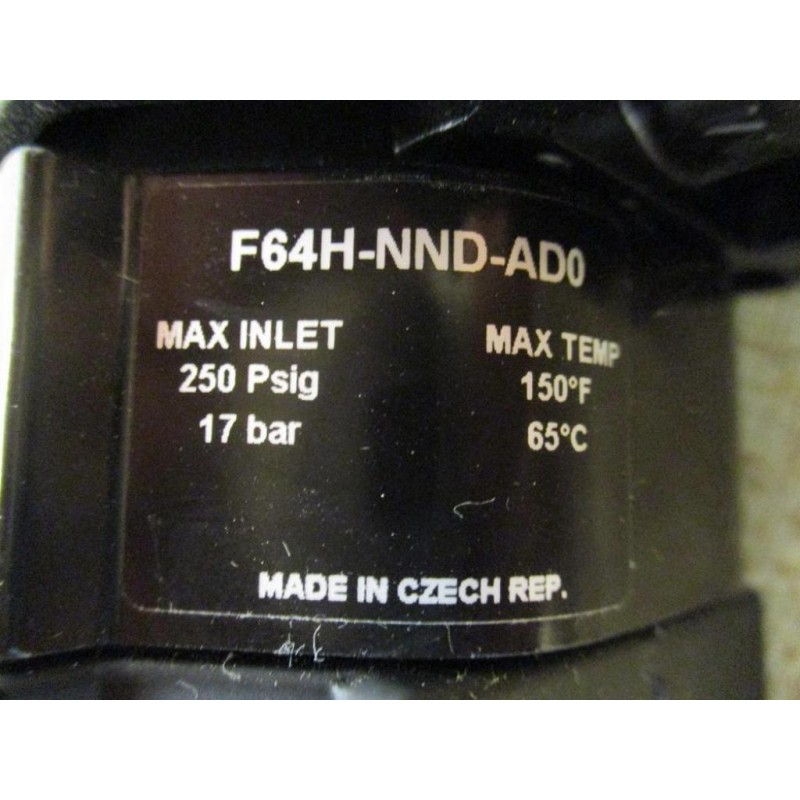 F64H-NND-AD0
MAX INLET
250 Psig
17 bar
MAX TEMP
150°F
65°C
MADE IN CZECH REP.